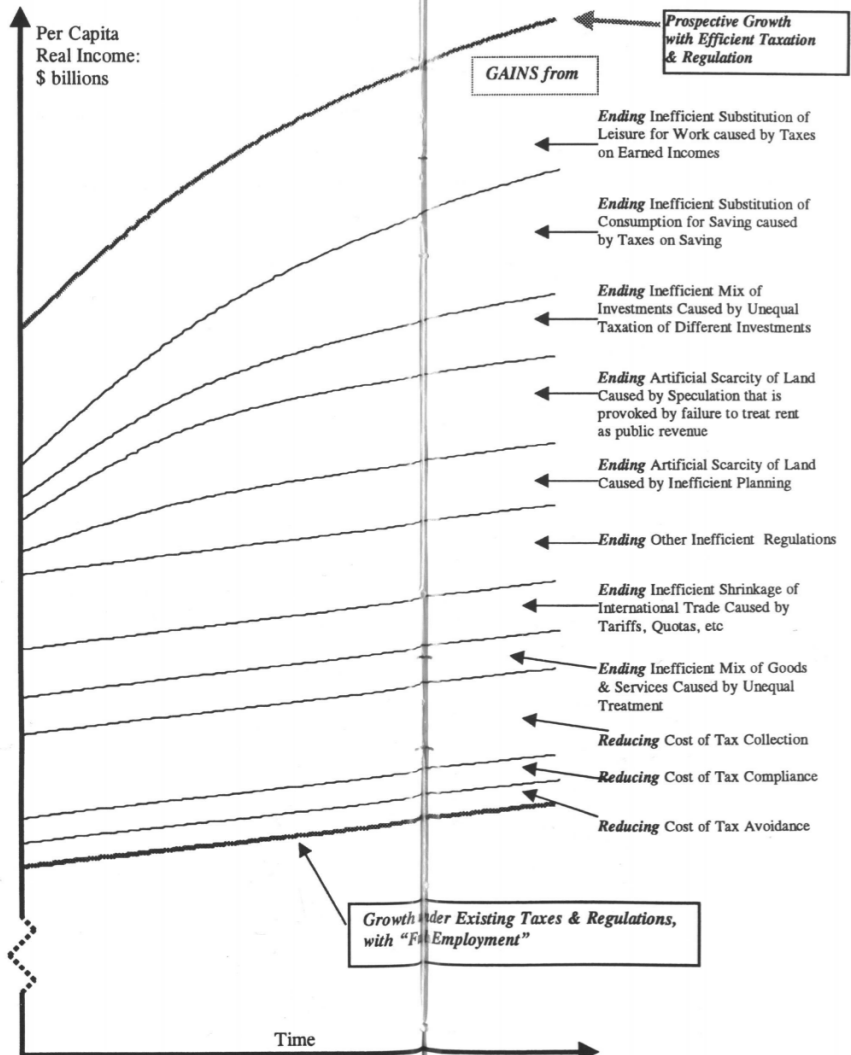 Per Capita
Real Income:
$ billions
Prospective Growth
with Efficient Taxation
& Regulation
GAINS from
Ending Inefficient Substitution of
Leisure for Work caused by Taxes
on Earned Incomes
Ending Inefficient Substitution of
Consumption for Saving caused
by Taxes on Saving
Ending Inefficient Mix of
Investments Caused by Unequal
Taxation of Different Investments
Ending Artificial Scarcity of Land
Caused by Speculation that is
provoked by failure to treat rent
as public revenue
Ending Artificial Scarcity of Land
Caused by Inefficient Planning
Ending Other Inefficient Regulations
Ending Inefficient Shrinkage of
International Trade Caused by
Tariffs, Quotas, etc
Ending Inefficient Mix of Goods
& Services Caused by Unequal
Treatment
Reducing Cost of Tax Collection
Reducing Cost of Tax Compliance
Reducing Cost of Tax Avoidance
Growth Existing Taxes & Regulations,
with Employment”
Time